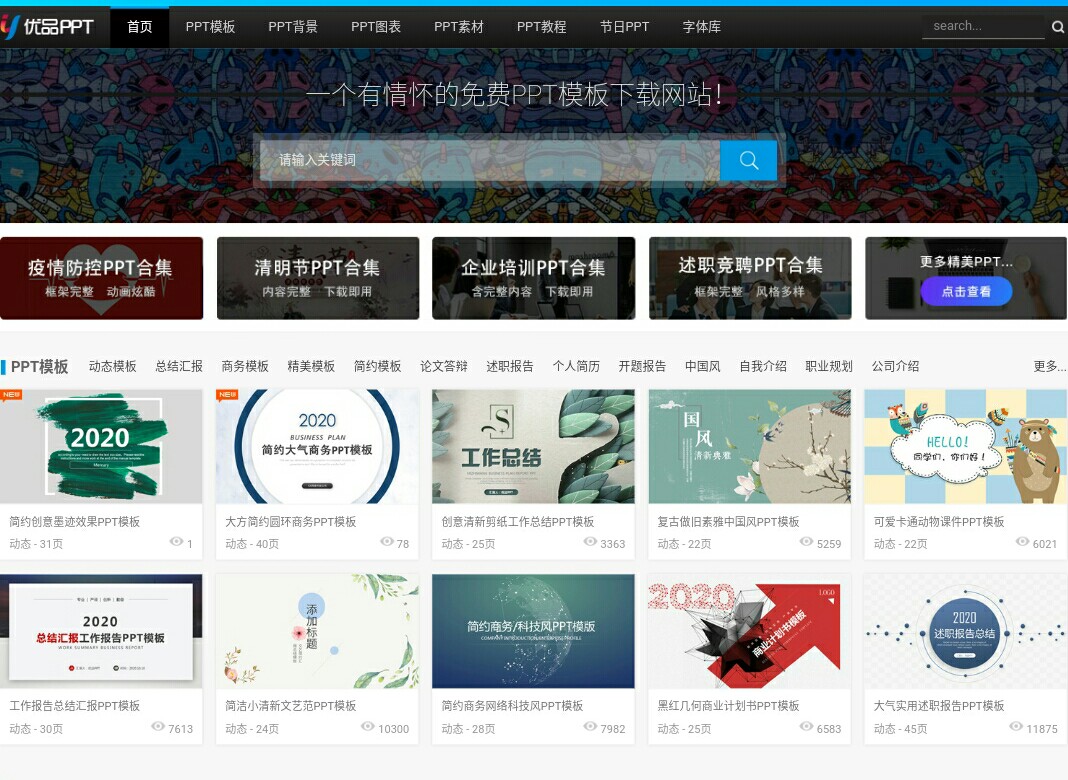 优品PPT
首页 PPT模板 PPT背景 PPT图表 PPT素材 PPT教程 节日PPT 字体库 search...
一个有情怀的免费PPT模板下载网站!
请输入关键词
疫情防控PPT合集
框架完整 动画炫酷
清明节PPT合集
内容完整 下载即用
企业培训PPT合集
含完整内容 下载即用
述职竞聘PPT合集
框架完整 风格多样
更多精美PPT...
点击查看
PPT模板 动态模板 总结汇报 商务模板 精美模板 简约模板 论文答辩 述职报告 个人简历 开题报告 中国风 自我介绍 职业规划 公司介绍 更多...
NEW
2020
简约创意墨迹效果PPT模板
动态 - 31页 1
NEW
2020
BUSINESS PLAN
简约大气商务PPT模板
大方简约圆环商务PPT模板
动态 - 40页 78
S
工作总结
创意清新剪纸工作总结PPT模板
动态 - 25页 3363
国风
清新典雅
复古做旧素雅中国风PPT模板
动态 - 22页 5259
HELLO!
同学们，你们好！
可爱卡通动物课件PPT模板
动态 - 22页 6021
2020
总结汇报工作报告PPT模板
WORK SUMMARY BUSINESS REPORT
工作报告总结汇报PPT模板
动态 - 30页 7613
添加标题
简洁小清新文艺范PPT模板
动态 - 24页 10300
简约商务/科技风PPT模版
简约商务网络科技风PPT模板
动态 - 28页 7982
2020
LOGO
商业计划书模板
黑红几何商业计划书PPT模板
动态 - 25页 6583
2020
述职报告总结
大气实用述职报告PPT模板
动态 - 45页 11875